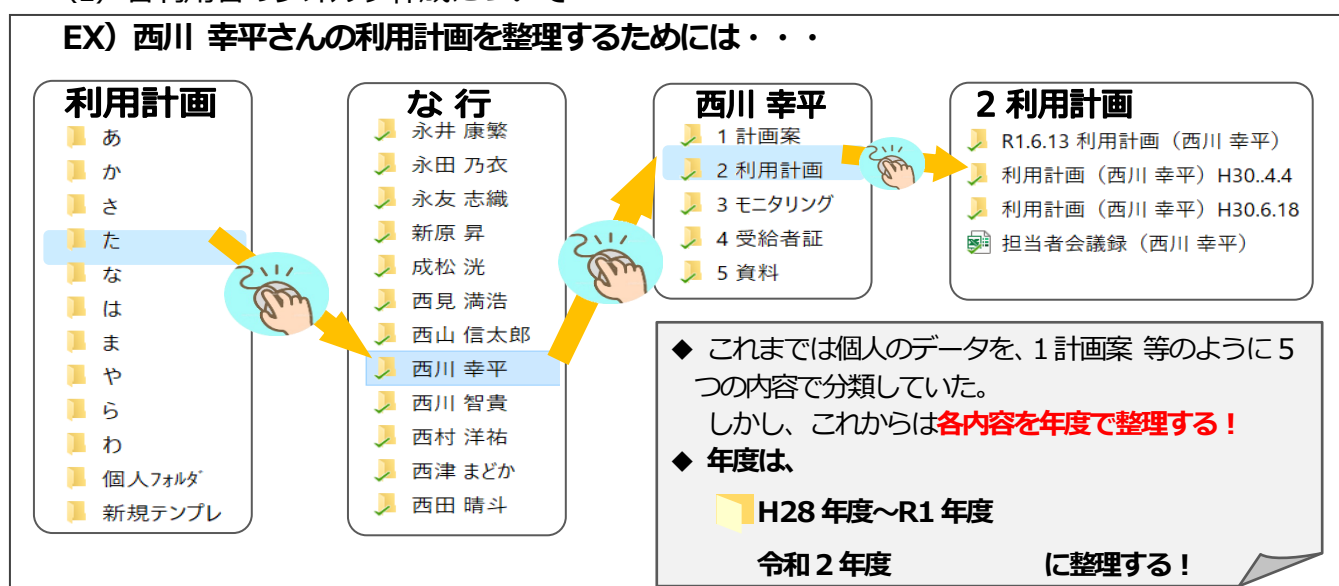 EX）西川 幸平さんの利用計画を整理するためには・・・
利用計画
あ
か
さ
た
な
は
ま
や
ら
わ
個人フォルダ
新規テンプレ
な 行
永井 康繁
永田 乃衣
永友 志織
新原 昇
成松 洸
西見 満浩
西山 信太郎
西川 幸平
西川 智貴
西村 洋祐
西津 まどか
西田 晴斗
西川 幸平
1 計画案
2 利用計画
3 モニタリング
4 受給者証
5 資料
2 利用計画
R1.6.13 利用計画（西川 幸平）
利用計画（西川 幸平）H30..4.4
利用計画（西川 幸平）H30.6.18
担当者会議録（西川 幸平）
◆ これまでは個人のデータを、１計画案 等のように５
つの内容で分類していた。
しかし、これからは各内容を年度で整理する！
◆ 年度は、
H28 年度～R1 年度
令和２年度 に整理する！